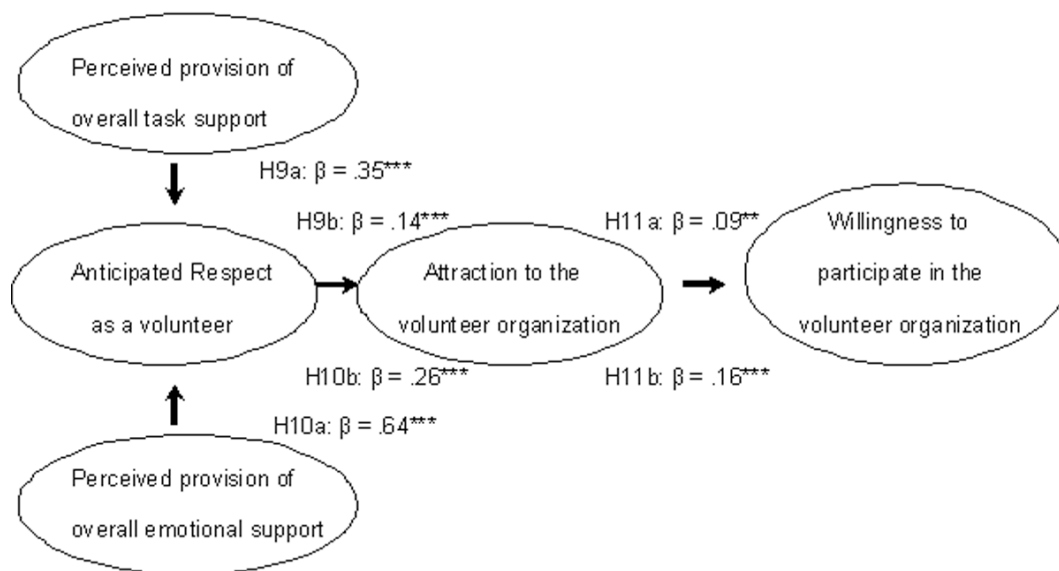 Perceived provision of
overall task support
H9a: β = .35***
H9b: β = .14***
H11a: β = .09**
Anticipated Respect
as a volunteer
Attraction to the
volunteer organization
Willingness to
participate in the
volunteer organization
H10b: β = .26***
H11b: β = .16***
H10a: β = .64***
Perceived provision of
overall emotional support